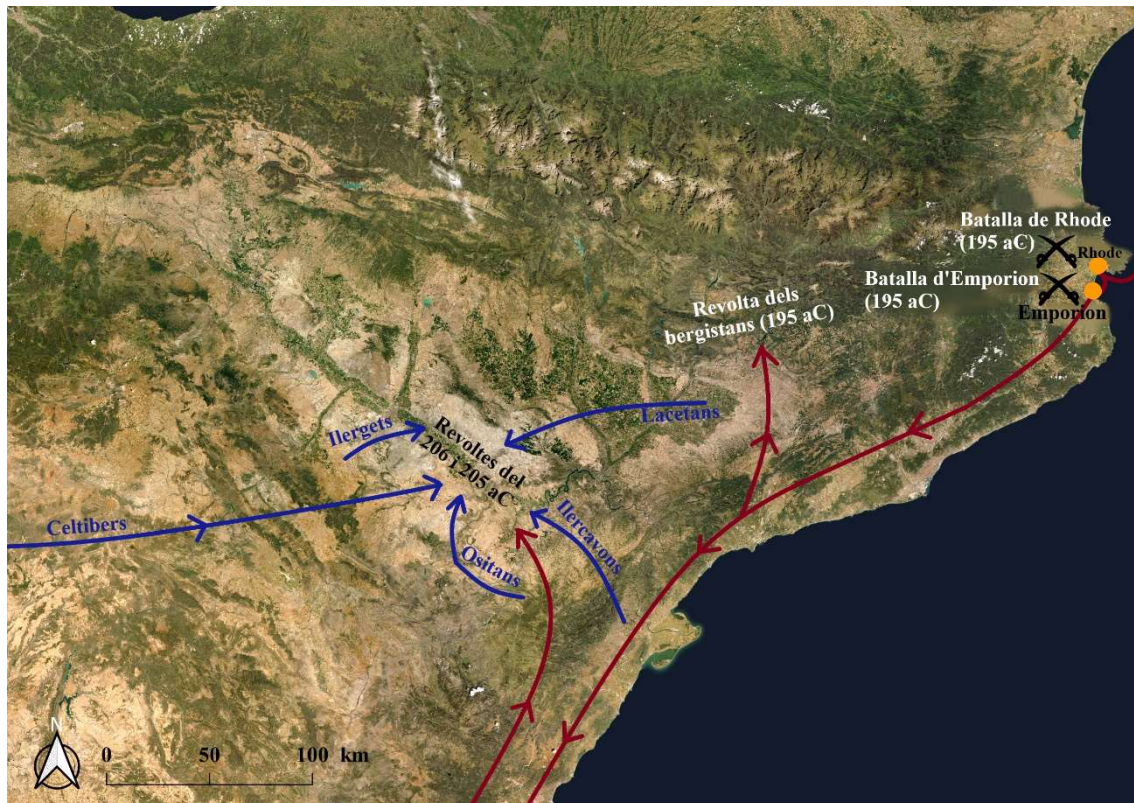 Batalla de Rhode
(195 aC)
Rhode
Batalla d'Emporion
(195 aC)
Emporion
Revolta dels
bergistans (195 aC)
Lacetans
Ilergets
Revoltes del
206 i 205 aC
Celtibers
Ositans
Ilercavons
N
0 50 100 km